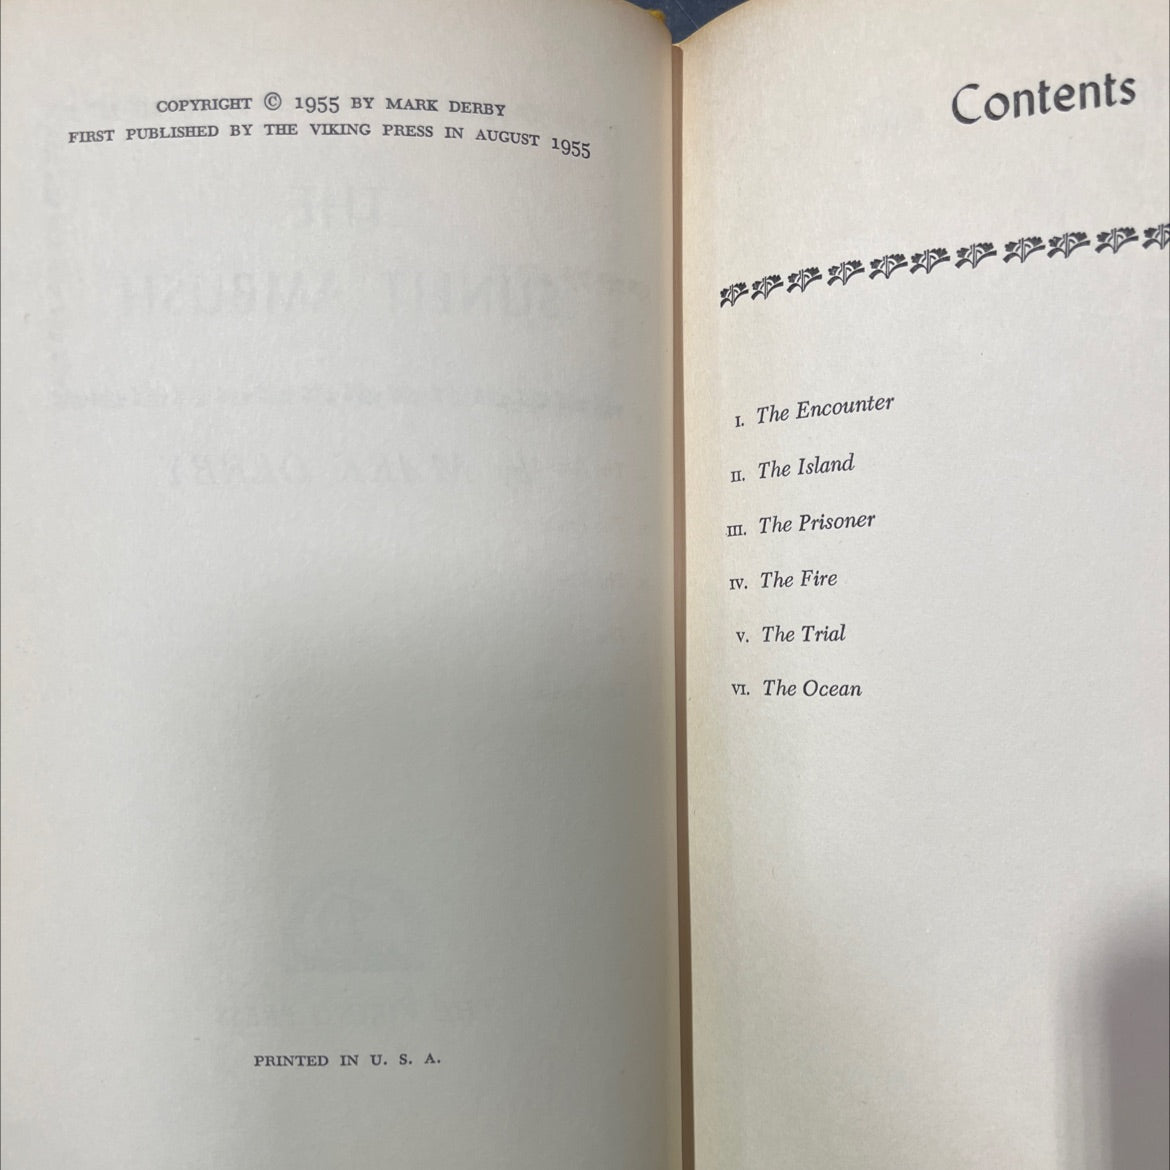 COPYRIGHT © 1955 BY MARK DERBY
FIRST PUBLISHED BY THE VIKING PRESS IN AUGUST 1955
PRINTED IN U. S. A.
Contents
I. The Encounter
II. The Island
III. The Prisoner
IV. The Fire
V. The Trial
VI. The Ocean